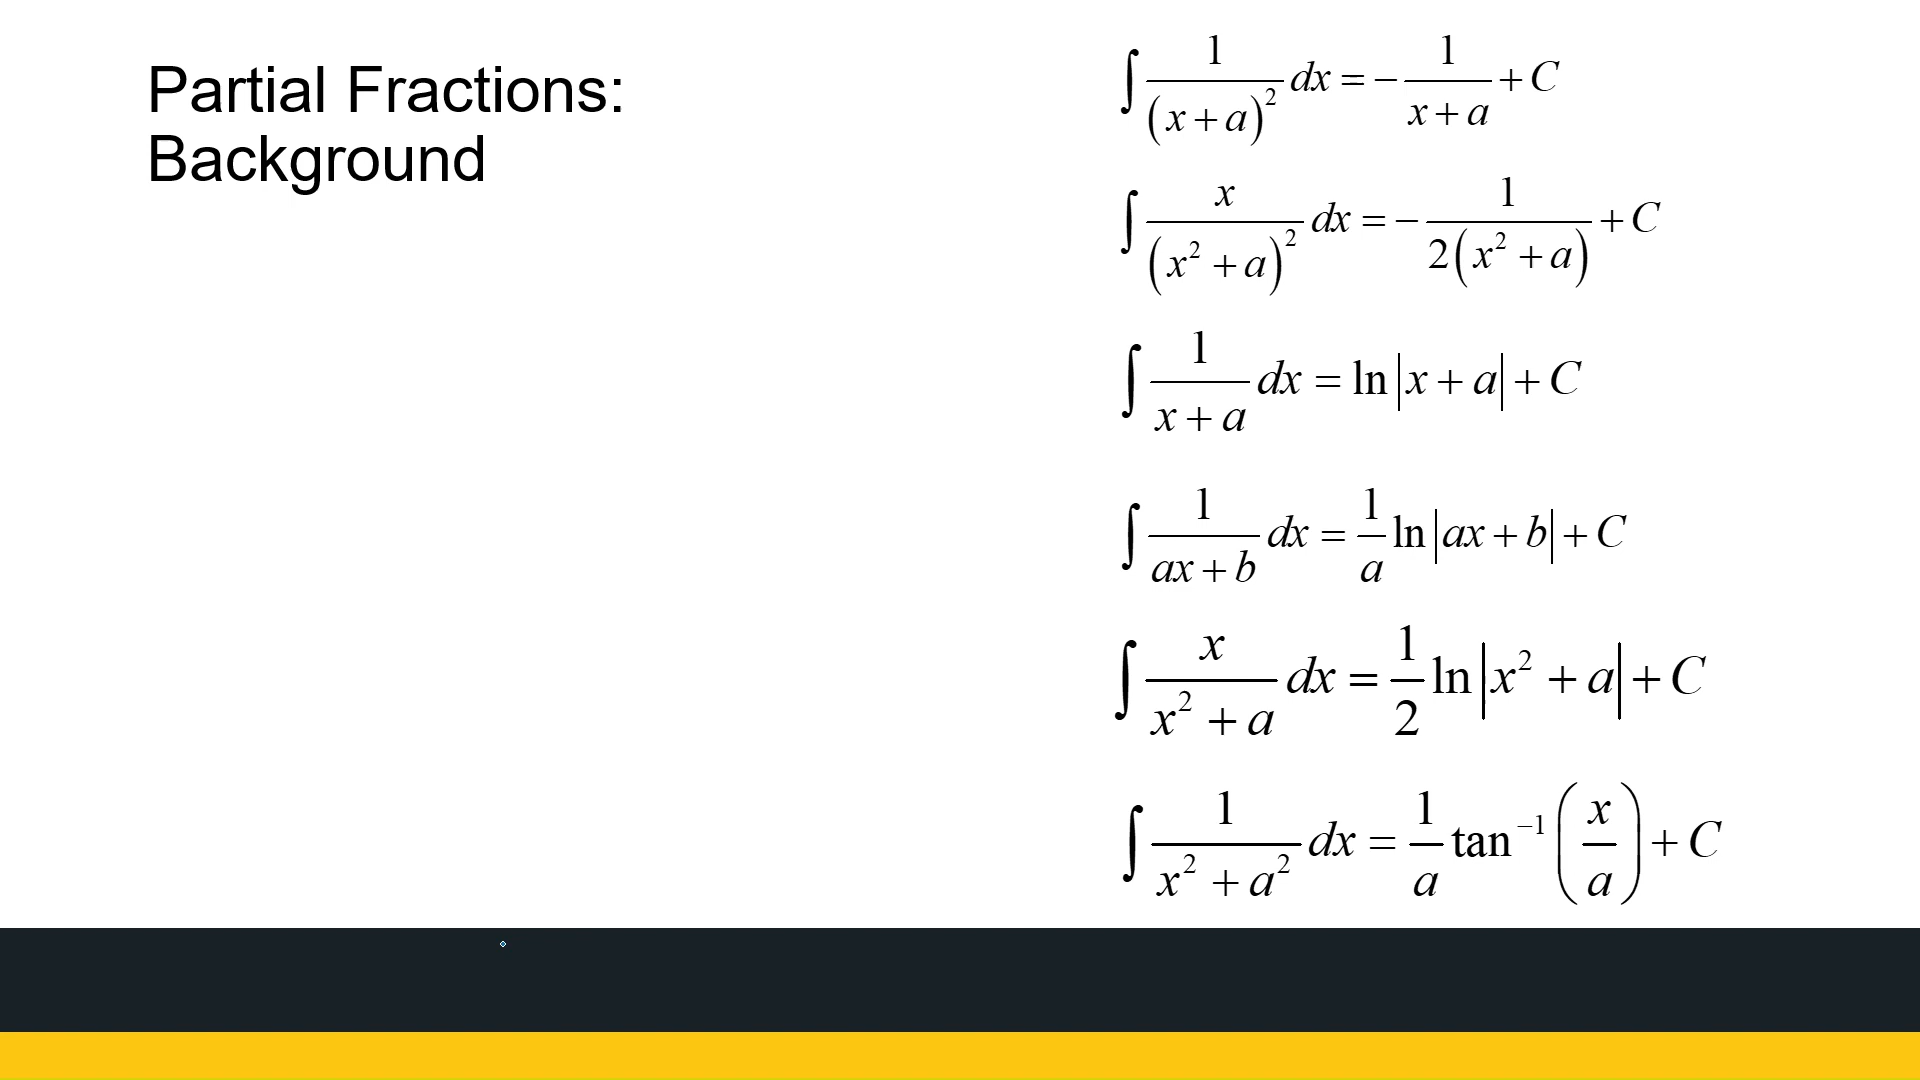 Partial Fractions:
Background
∫ 1/(x + a)² dx = − 1/(x + a) + C
∫ x/(x² + a)² dx = − 1/(2(x² + a)) + C
∫ 1/(x + a) dx = ln|x + a| + C
∫ 1/(ax + b) dx = 1/a ln|ax + b| + C
∫ x/(x² + a) dx = 1/2 ln|x² + a| + C
∫ 1/(x² + a²) dx = 1/a tan⁻¹(x/a) + C